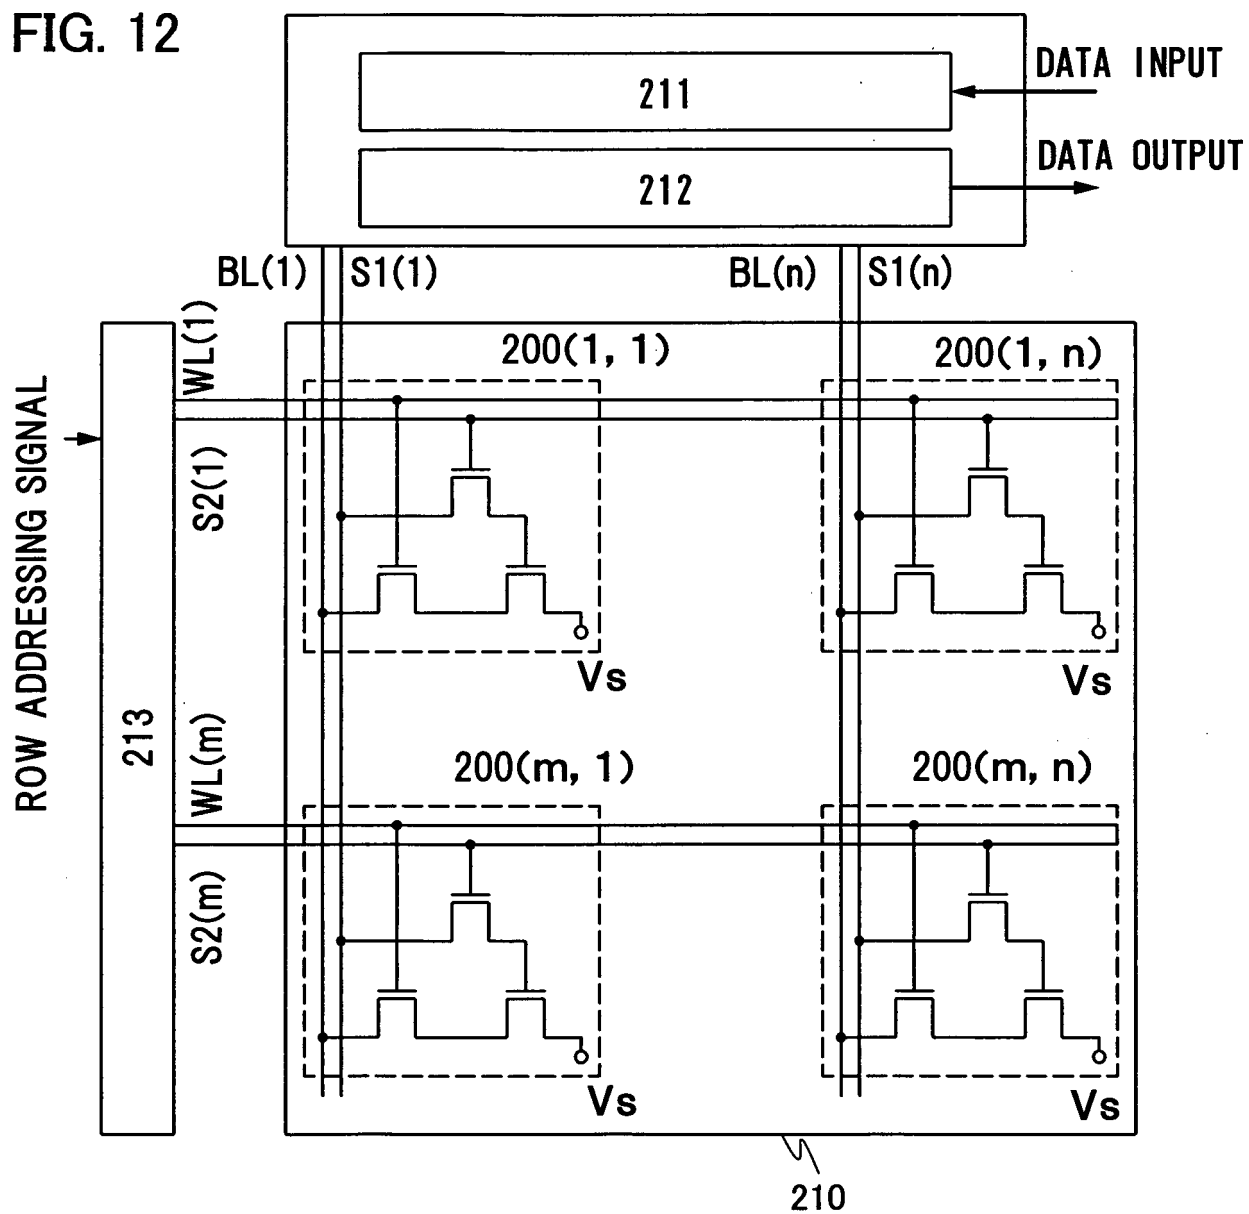 FIG. 12
211
DATA INPUT
212
DATA OUTPUT
BL(1)
S1(1)
BL(n)
S1(n)
WL(1)
200(1, 1)
200(1, n)
ROW ADDRESSING SIGNAL
S2(1)
Vs
Vs
213
WL(m)
200(m, 1)
200(m, n)
S2(m)
Vs
Vs
210